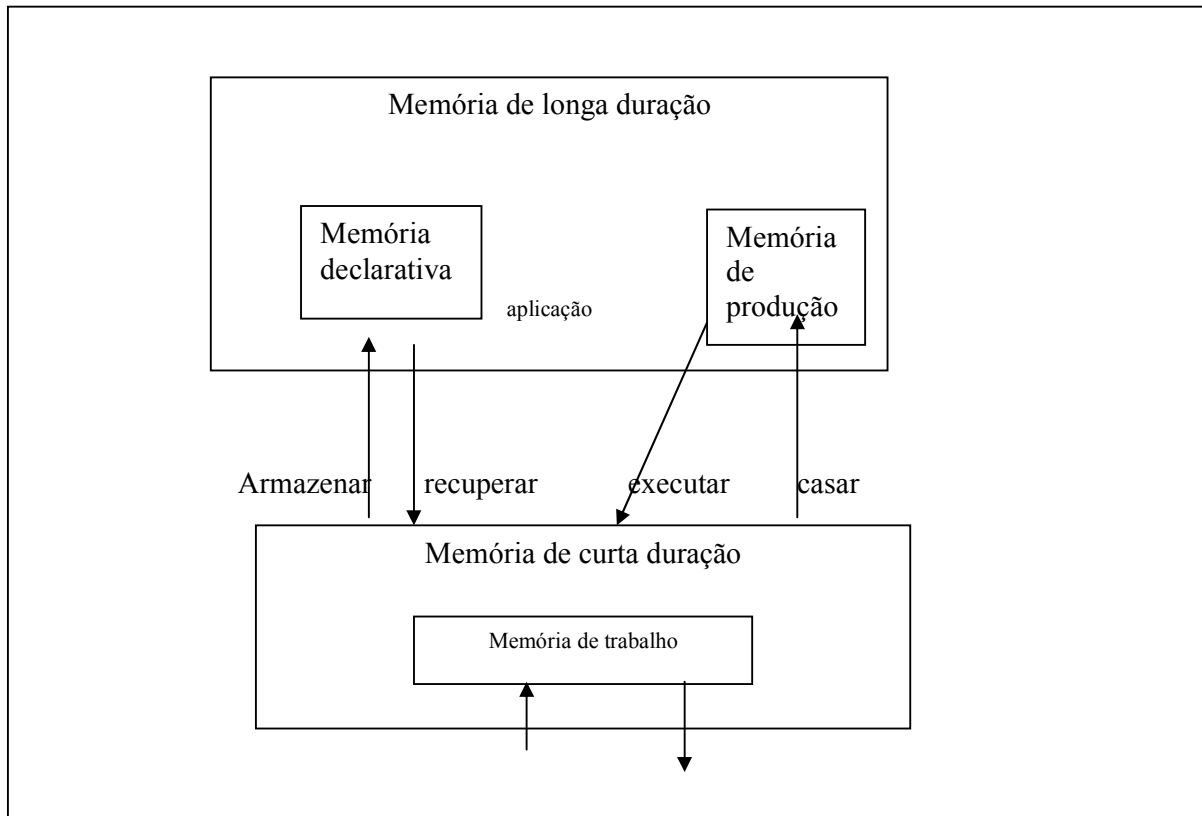 Memória de longa duração
Memória
declarativa
Memória
de
produção
aplicação
Armazenar recuperar executar casar
Memória de curta duração
Memória de trabalho